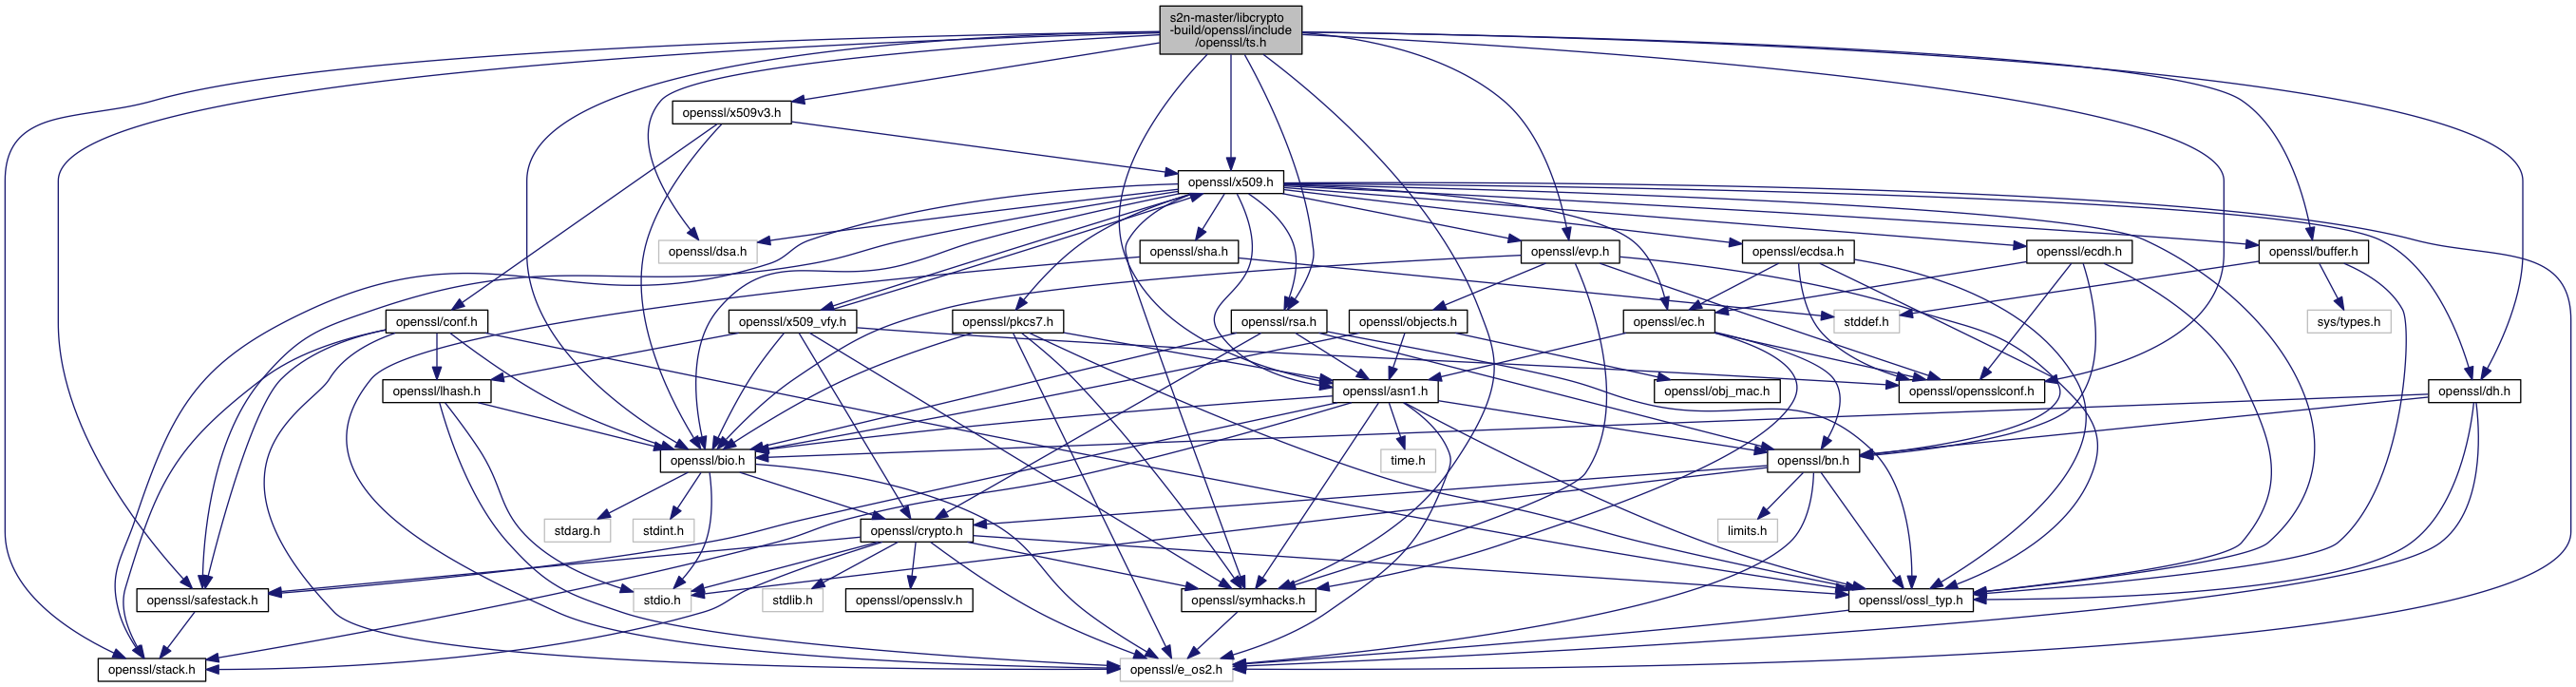 s2n-master/libcrypto
-build/openssl/include
/openssl/ts.h
openssl/x509v3.h
openssl/x509.h
openssl/dsa.h
openssl/sha.h
openssl/evp.h
openssl/ecdsa.h
openssl/ecdh.h
openssl/buffer.h
openssl/conf.h
openssl/x509_vfy.h
openssl/pkcs7.h
openssl/rsa.h
openssl/objects.h
openssl/ec.h
stddef.h
sys/types.h
openssl/lhash.h
openssl/asn1.h
openssl/obj_mac.h
openssl/opensslconf.h
openssl/dh.h
openssl/bio.h
time.h
openssl/bn.h
stdarg.h
stdint.h
openssl/crypto.h
limits.h
openssl/safestack.h
stdio.h
stdlib.h
openssl/opensslv.h
openssl/symhacks.h
openssl/ossl_typ.h
openssl/stack.h
openssl/e_os2.h